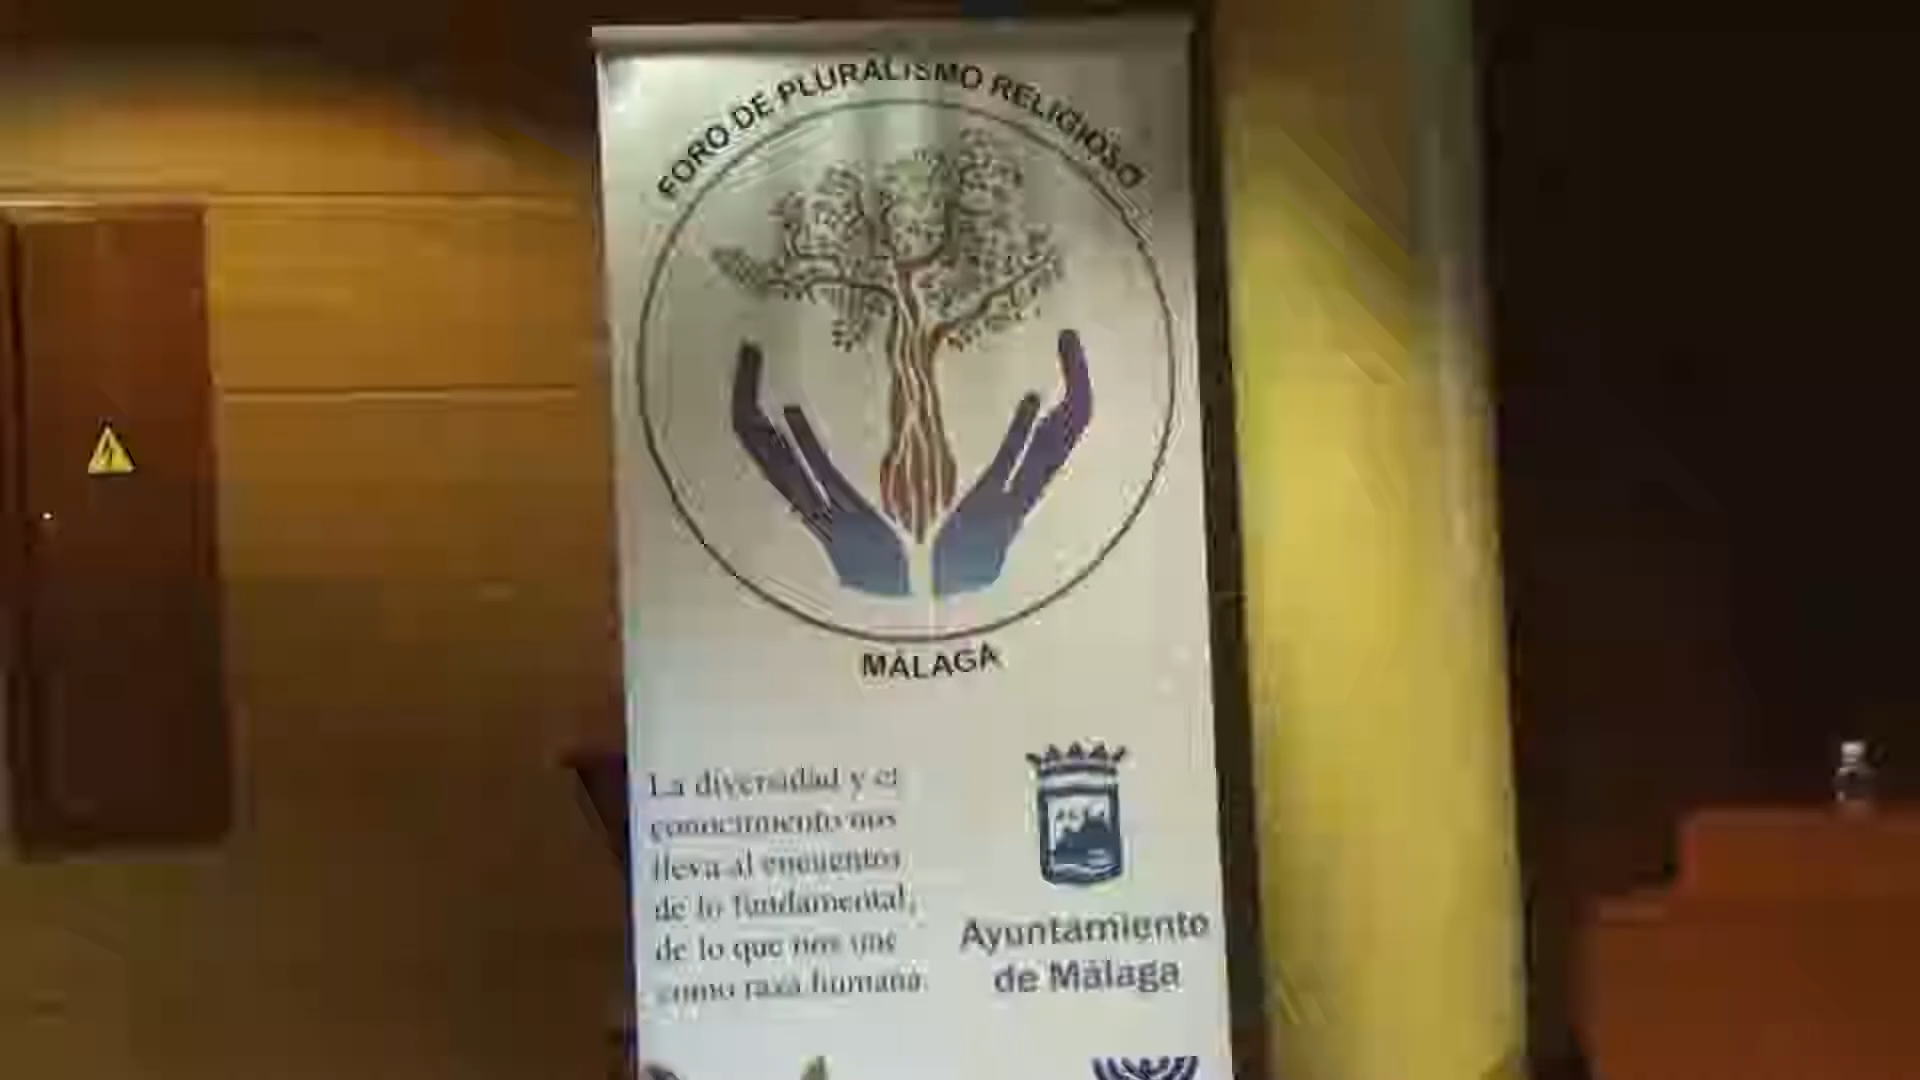 FORO DE PLURALISMO RELIGIOSO
MÁLAGA
La diversidad y el
conocimiento nos
lleva al encuentos
de lo fundamental,
de lo que nos une
como raza humana.
Ayuntamiento
de Málaga